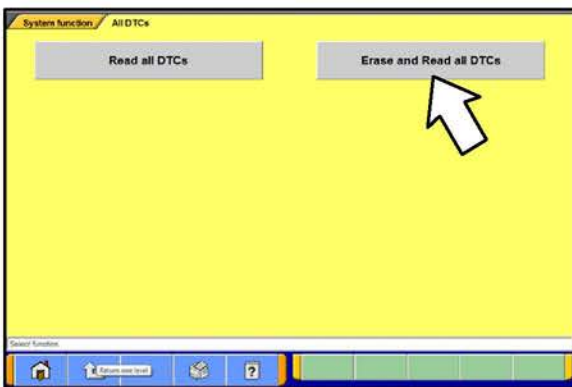 System function
All DTCs
Read all DTCs
Erase and Read all DTCs
Select function
Return one level
?